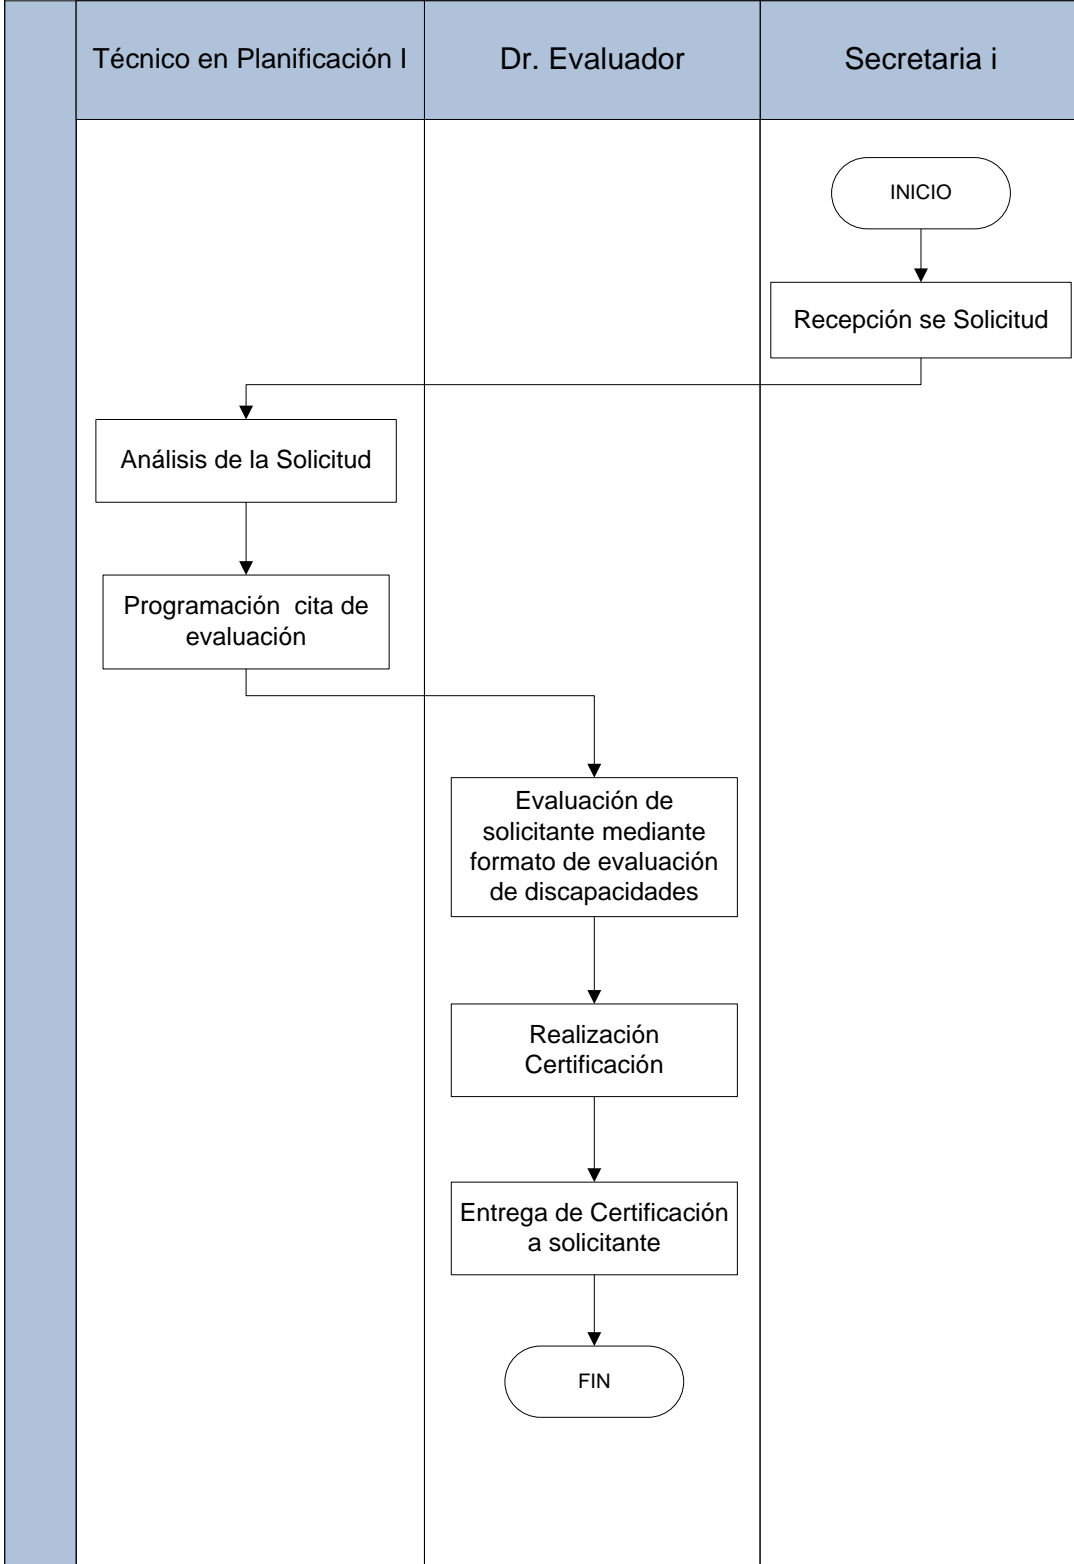 Técnico en Planificación I
Dr. Evaluador
Secretaria i
INICIO
Recepción se Solicitud
Análisis de la Solicitud
Programación  cita de
evaluación
Evaluación de
solicitante mediante
formato de evaluación
de discapacidades
Realización
Certificación
Entrega de Certificación
a solicitante
FIN